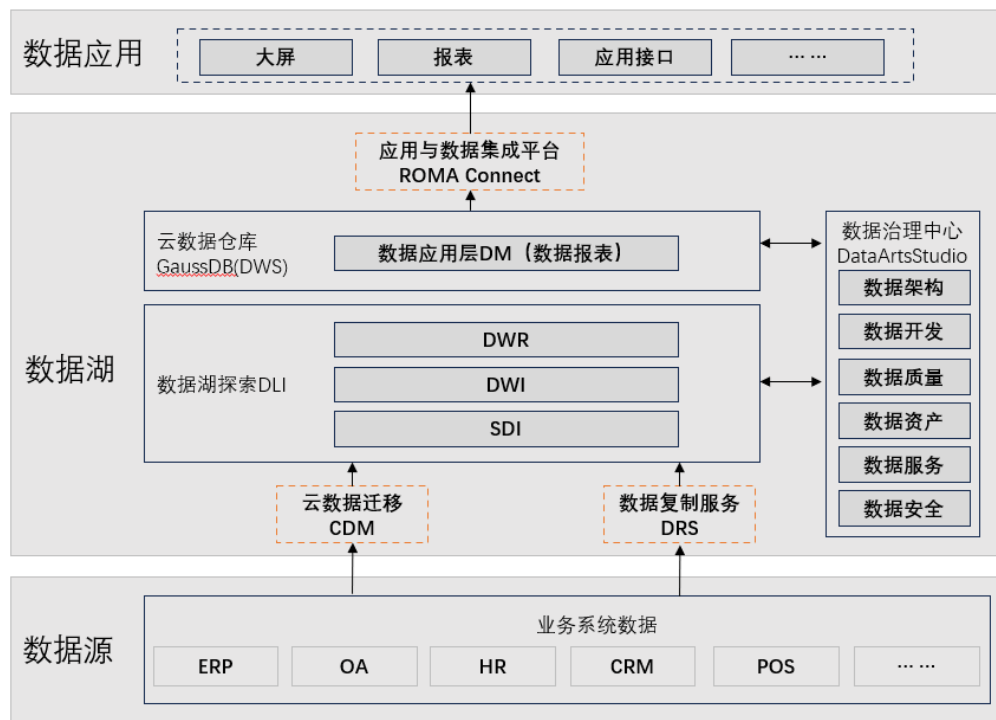 数据应用
大屏
报表
应用接口
... ...
应用与数据集成平台
ROMA Connect
数据湖
云数据仓库
GaussDB(DWS)
数据应用层DM（数据报表）
数据湖探索DLI
DWR
DWI
SDI
数据治理中心
DataArtsStudio
数据架构
数据开发
数据质量
数据资产
数据服务
数据安全
云数据迁移
CDM
数据复制服务
DRS
数据源
业务系统数据
ERP
OA
HR
CRM
POS
... ...